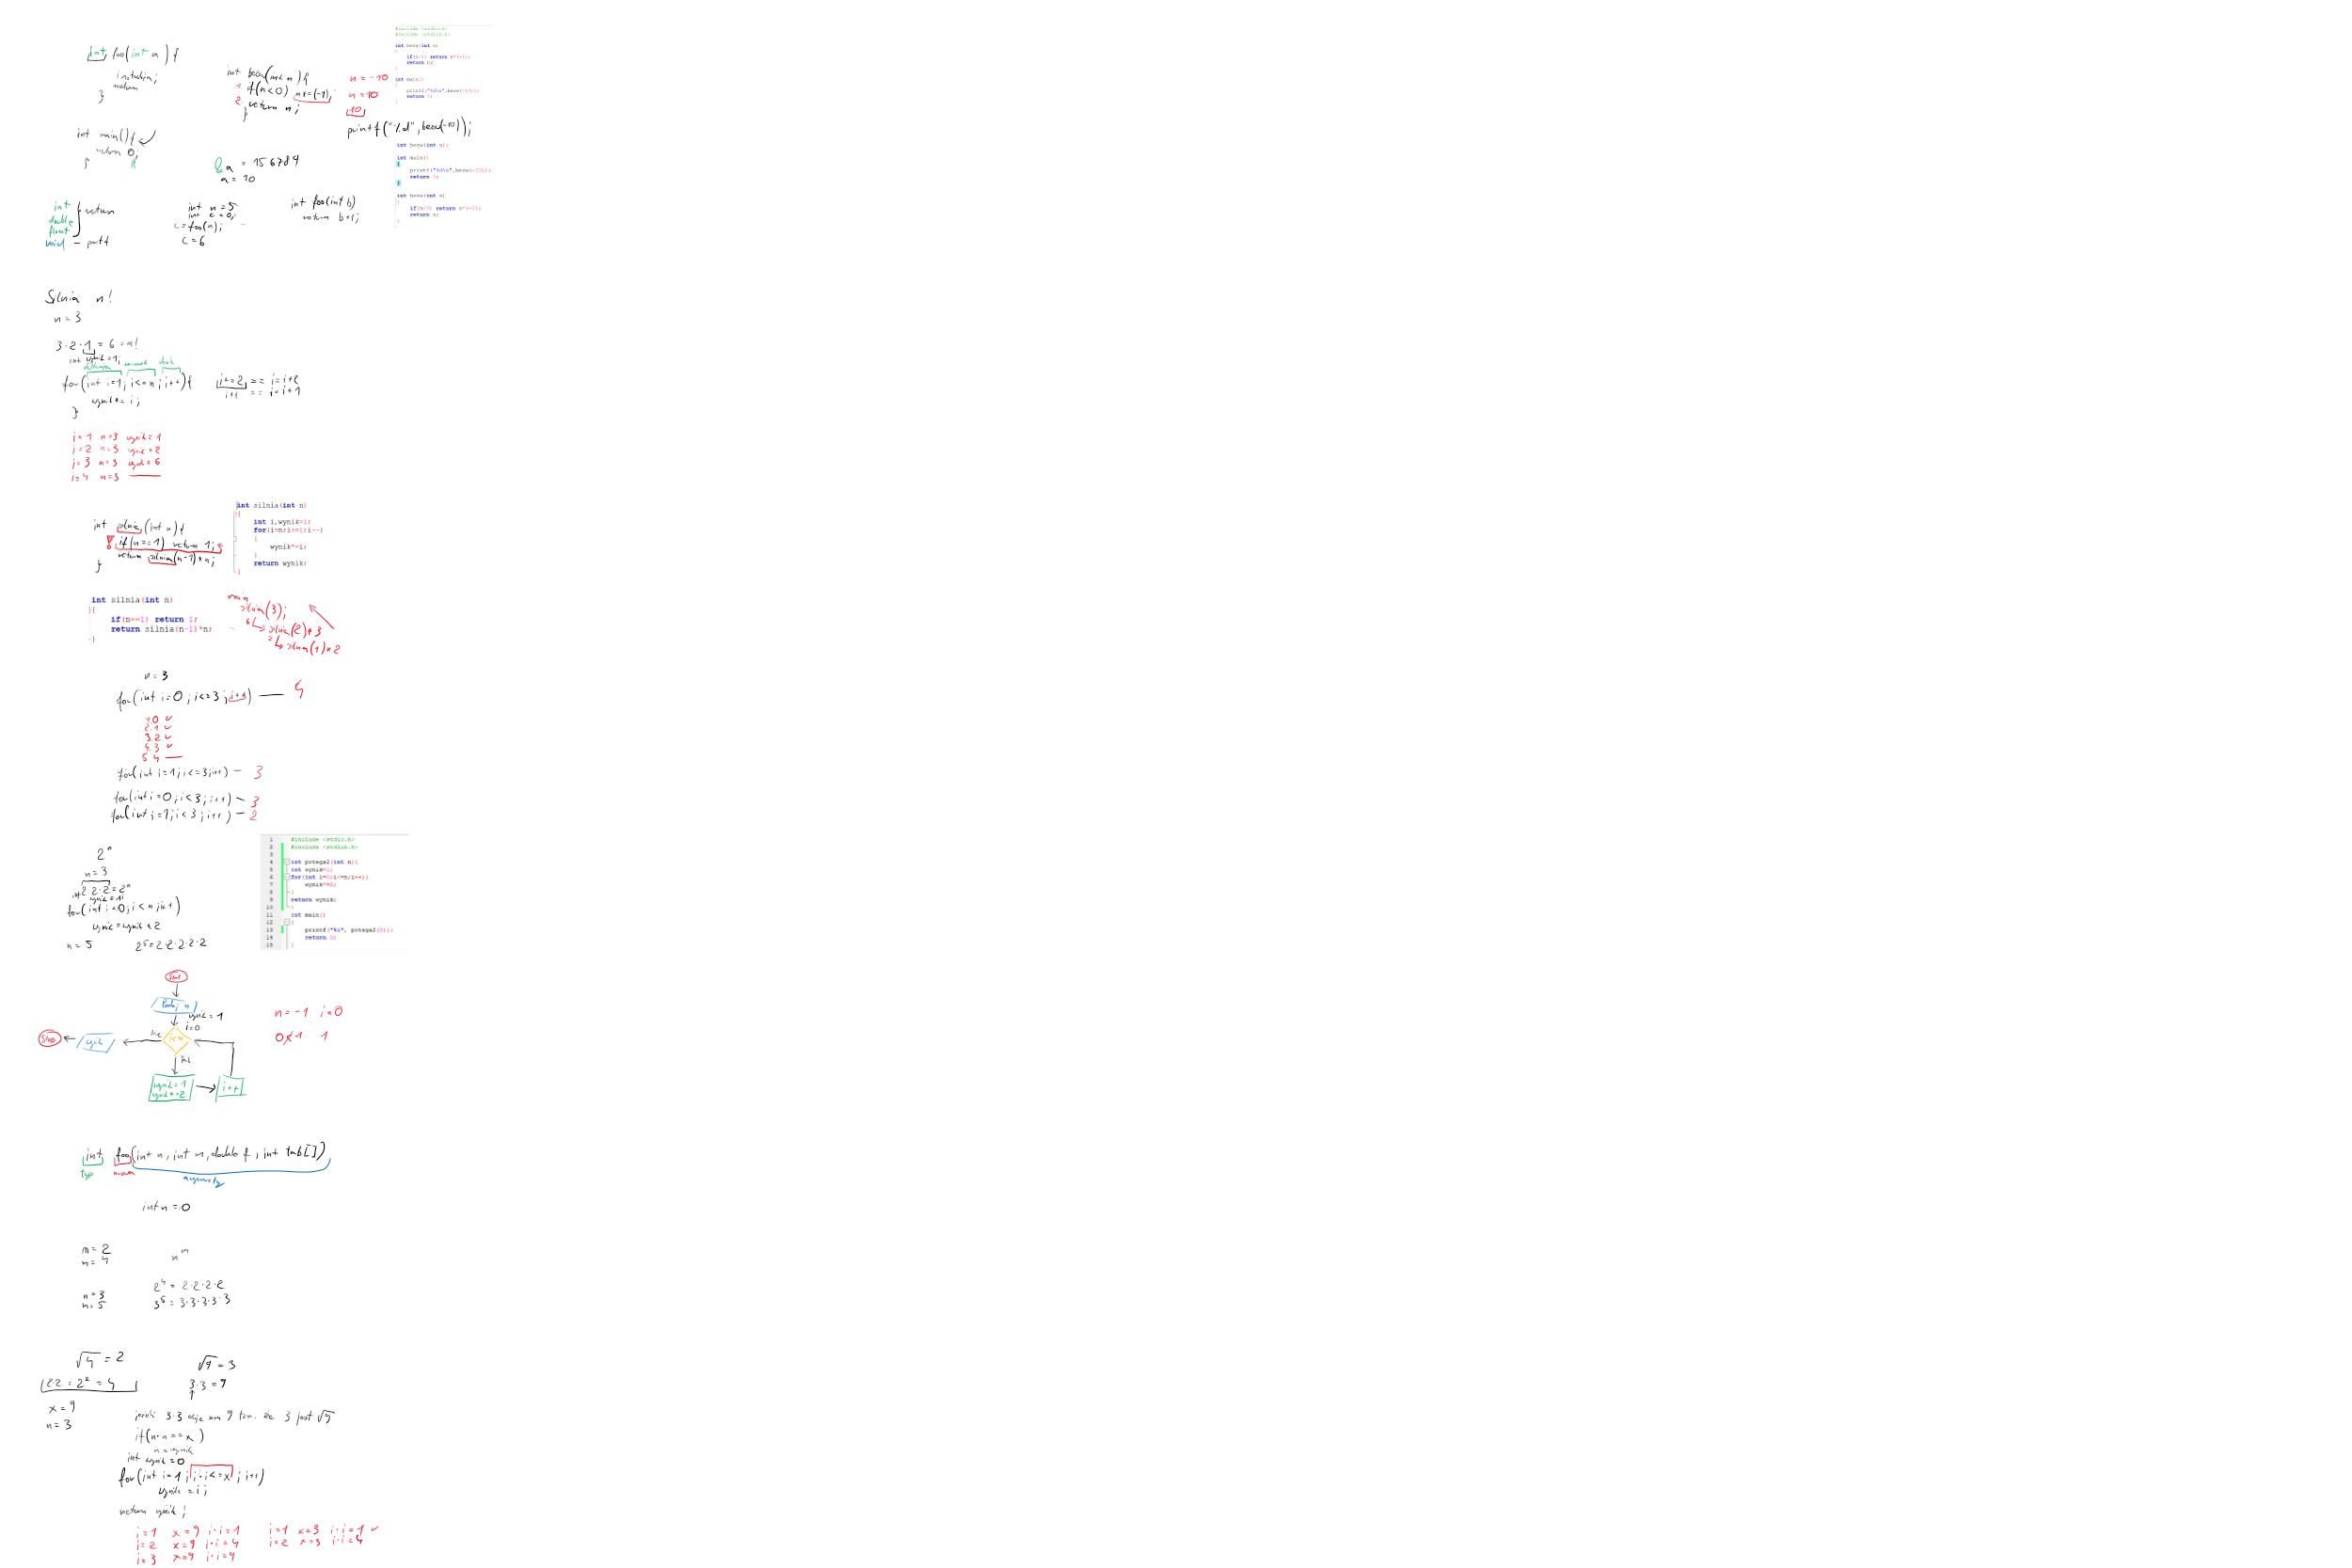 int foo(int a) {
instrukcja;
return
}
int bezw(int n) {
1. if(n<0) n*=(-1);
2. return n;
}
n = -10
n = 10
10
printf("%d", bezw(-10));
#include <stdio.h>
#include <stdlib.h>
int bezw(int n)
{
if(n<0) return n*(-1);
return n;
}
int main()
{
printf("%d\n",bezw(-10));
return 0;
}
int main() {
return 0;
}
&a = 156784
a = 10
int bezw(int n);
int main()
{
printf("%d\n",bezw(-10));
return 0;
}
int bezw(int n)
{
if(n<0) return n*(-1);
return n;
}
int
double
float
return
void - printf
int n = 5
int c = 0;
c = foo(n);
c = 6
int foo(int b)
return b+1;
Silnia n!
n = 3
3·2·1 = 6 = n!
int wynik = 1;
for(int i=1; i<=n; i++){
wynik *= i;
}
i+=2 == i=i+2
i++ == i=i+1
i=1 n=3 wynik=1
i=2 n=3 wynik=2
i=3 n=3 wynik=6
i=4 n=3 —
int silnia(int n){
if(n==1) return 1;
return silnia(n-1)*n;
}
int silnia(int n)
{
int i,wynik=1;
for(i=n;i>=1;i--)
{
wynik*=i;
}
return wynik;
}
int silnia(int n)
{
if(n==1) return 1;
return silnia(n-1)*n;
}
main
silnia(3);
6 silnia(2)*3
2 silnia(1)*2
n = 3
for(int i=0; i<=3; i++) — 4
1.0 ✓
2.1 ✓
3.2 ✓
4.3 ✓
5.4 —
for(int i=1; i<=3; i++) — 3
for(int i=0; i<3; i++) — 3
for(int i=1; i<3; i++) — 2
2^n
n = 3
2·2·2 = 2^n
int wynik = 1;
for(int i=0; i<n; i++)
wynik = wynik * 2
n = 5 2^5 = 2·2·2·2·2
1 #include <stdio.h>
2 #include <stdlib.h>
3
4 int potega2(int n){
5 int wynik=1;
6 for(int i=0;i<=n;i++){
7 wynik*=2;
8 }
9 return wynik;
10 }
11 int main()
12 {
13 printf("%i", potega2(3));
14 return 0;
15 }
Start
Podaj n
wynik = 1
i=0
i<n
Nie
wynik
Stop
Tak
wynik = 1
wynik *= 2
i++
n = -1 i = 0
0 < -1 1
int foo(int n, int m, double f, int tab[])
typ nazwa
argumenty
int n = 0
m = 2
n = 4
n^m
2^4 = 2·2·2·2
n = 3
n = 5
3^5 = 3·3·3·3·3
√4 = 2
2·2 = 2² = 4
√9 = 3
3·3 = 9
x = 9
n = 3
jeżeli 3·3 daje nam 9 tzn. że 3 jest √9
if(n·n == x)
n = wynik
int wynik = 0
for(int i=1; i·i<=x; i++)
wynik = i;
return wynik;
i=1 x=9 i·i=1
i=2 x=9 i·i=4
i=3 x=9 i·i=9
i=1 x=3 i·i=1 ✓
i=2 x=3 i·i=4